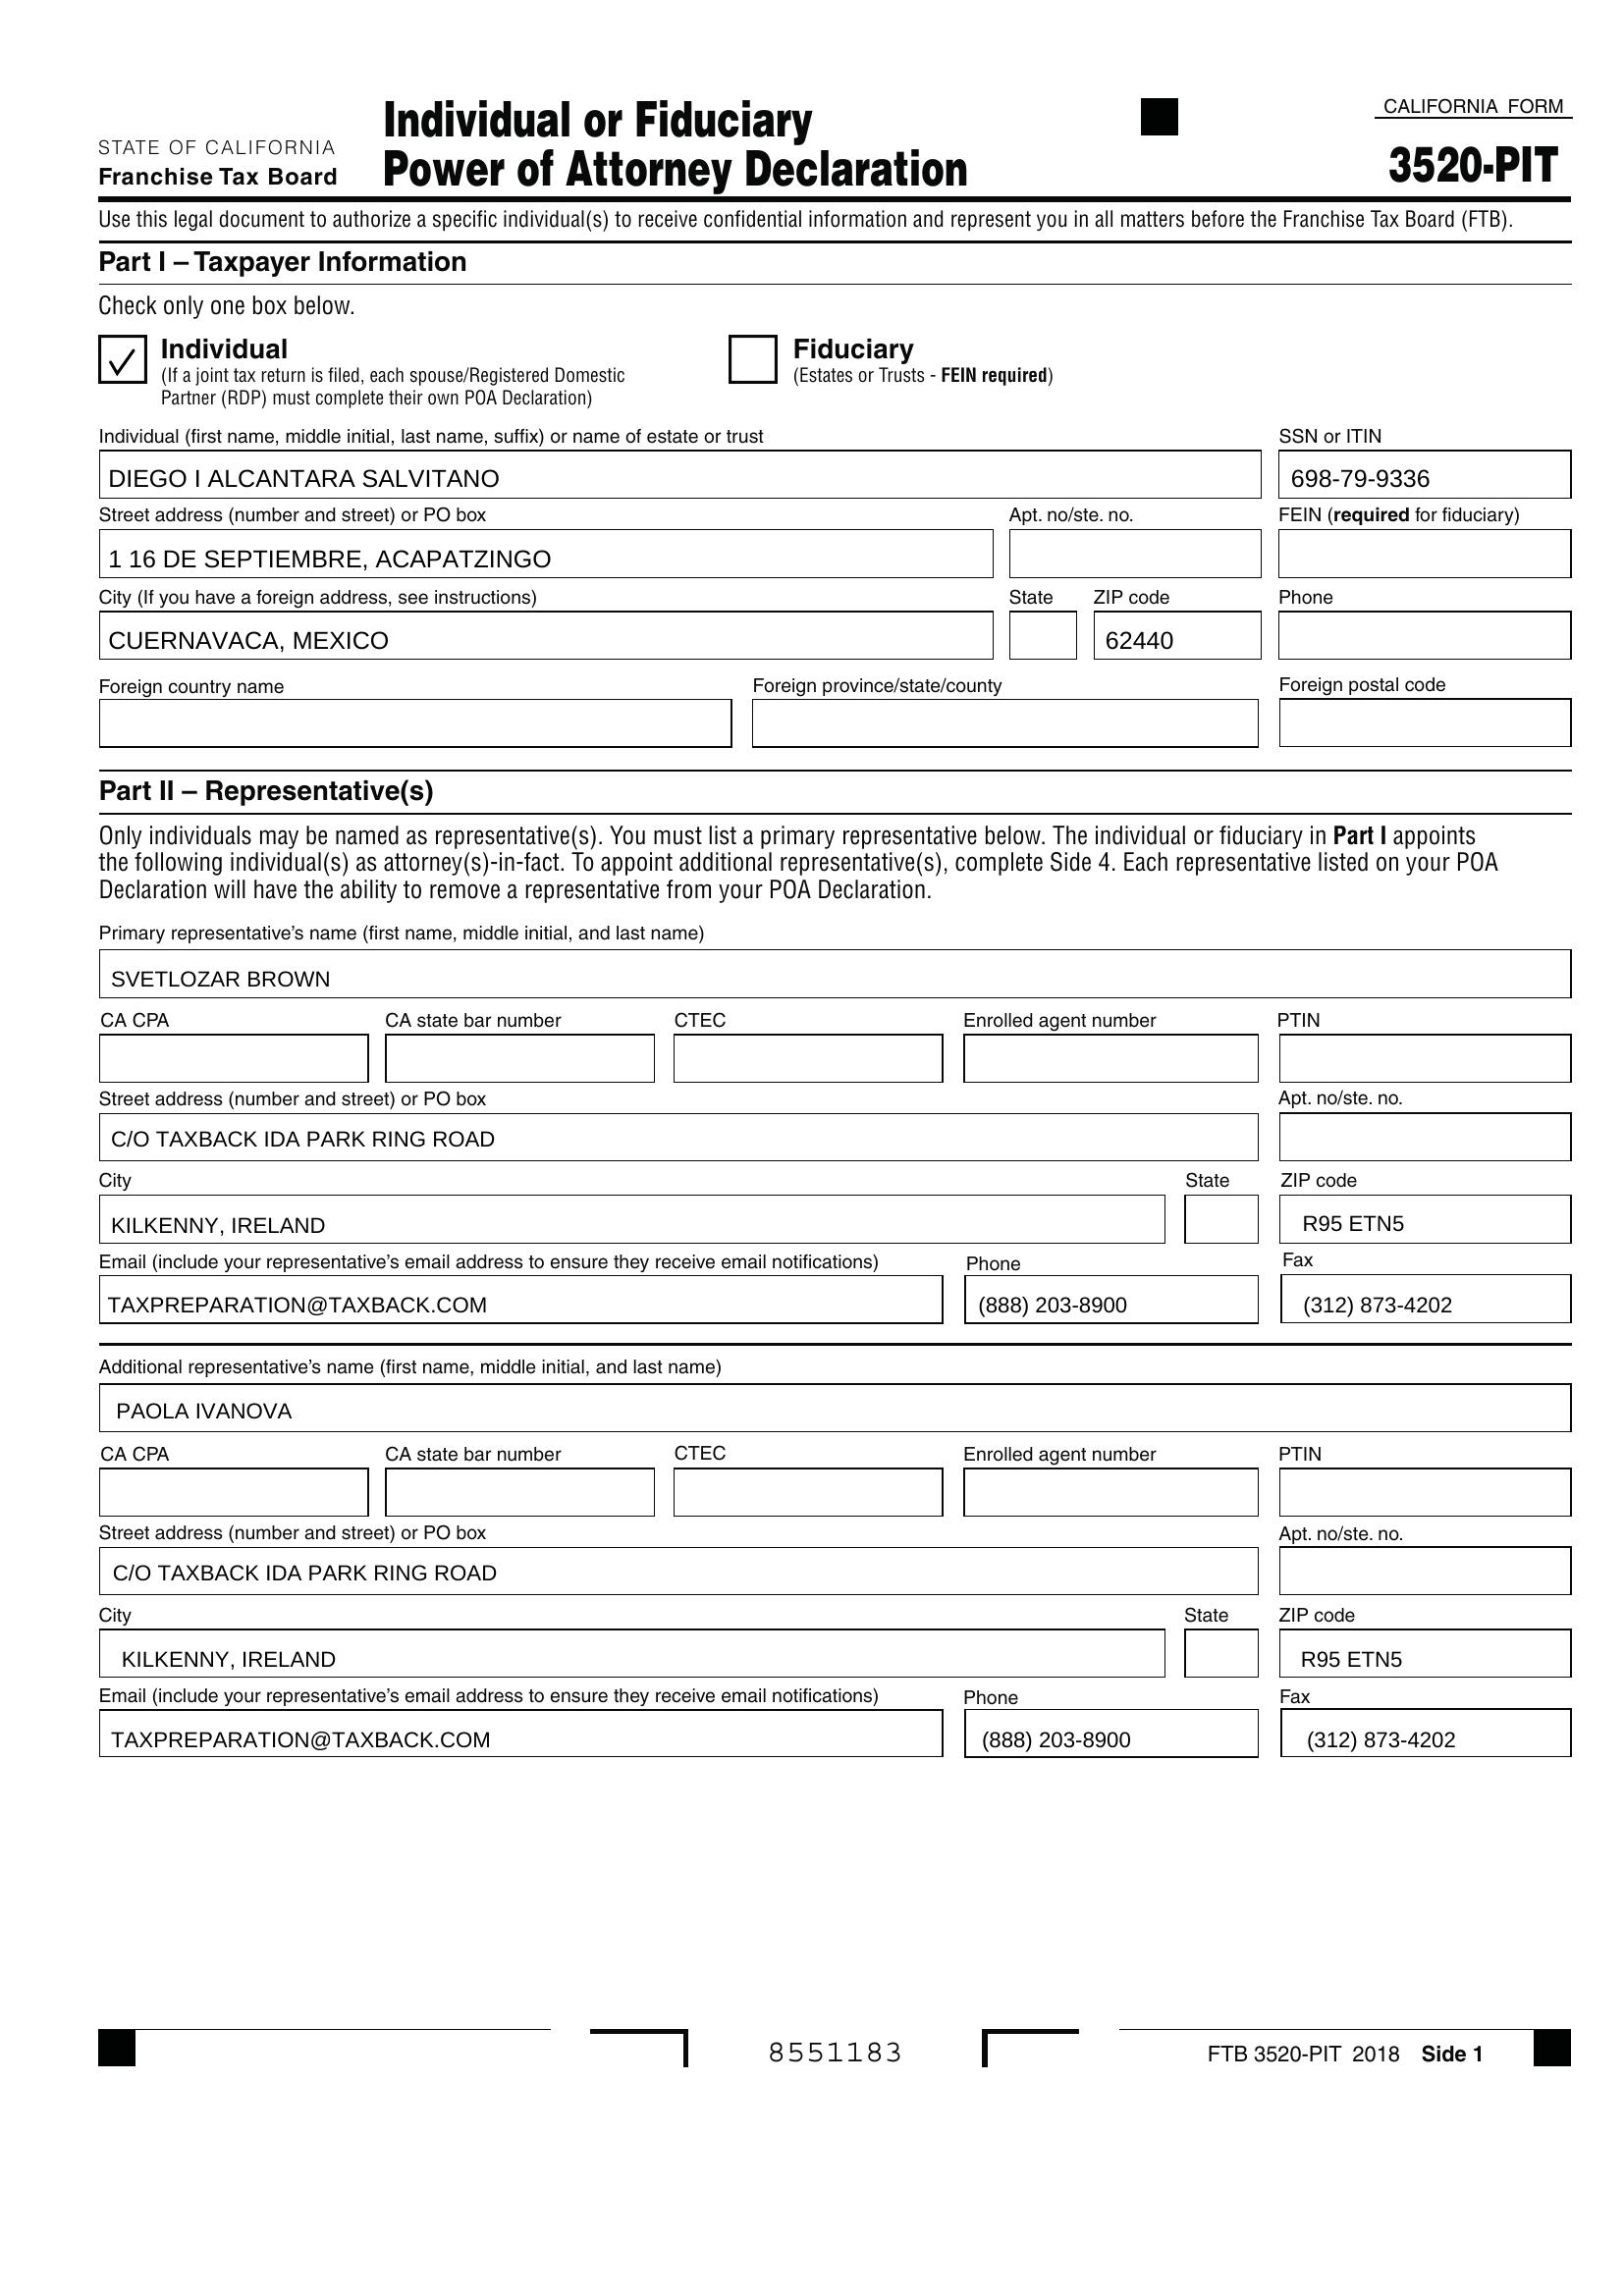 STATE OF CALIFORNIA
Franchise Tax Board
Individual or Fiduciary
Power of Attorney Declaration
CALIFORNIA FORM
3520-PIT
Use this legal document to authorize a specific individual(s) to receive confidential information and represent you in all matters before the Franchise Tax Board (FTB).
Part I – Taxpayer Information
Check only one box below.
Individual
(If a joint tax return is filed, each spouse/Registered Domestic
Partner (RDP) must complete their own POA Declaration)
Fiduciary
(Estates or Trusts - FEIN required)
Individual (first name, middle initial, last name, suffix) or name of estate or trust
SSN or ITIN
DIEGO I ALCANTARA SALVITANO
698-79-9336
Street address (number and street) or PO box
Apt. no/ste. no.
FEIN (required for fiduciary)
1 16 DE SEPTIEMBRE, ACAPATZINGO
City (If you have a foreign address, see instructions)
State
ZIP code
Phone
CUERNAVACA, MEXICO
62440
Foreign country name
Foreign province/state/county
Foreign postal code
Part II – Representative(s)
Only individuals may be named as representative(s). You must list a primary representative below. The individual or fiduciary in Part I appoints
the following individual(s) as attorney(s)-in-fact. To appoint additional representative(s), complete Side 4. Each representative listed on your POA
Declaration will have the ability to remove a representative from your POA Declaration.
Primary representative’s name (first name, middle initial, and last name)
SVETLOZAR BROWN
CA CPA
CA state bar number
CTEC
Enrolled agent number
PTIN
Street address (number and street) or PO box
Apt. no/ste. no.
C/O TAXBACK IDA PARK RING ROAD
City
State
ZIP code
KILKENNY, IRELAND
R95 ETN5
Email (include your representative’s email address to ensure they receive email notifications)
Phone
Fax
TAXPREPARATION@TAXBACK.COM
(888) 203-8900
(312) 873-4202
Additional representative’s name (first name, middle initial, and last name)
PAOLA IVANOVA
CA CPA
CA state bar number
CTEC
Enrolled agent number
PTIN
Street address (number and street) or PO box
Apt. no/ste. no.
C/O TAXBACK IDA PARK RING ROAD
City
State
ZIP code
KILKENNY, IRELAND
R95 ETN5
Email (include your representative’s email address to ensure they receive email notifications)
Phone
Fax
TAXPREPARATION@TAXBACK.COM
(888) 203-8900
(312) 873-4202
8551183
FTB 3520-PIT 2018 Side 1